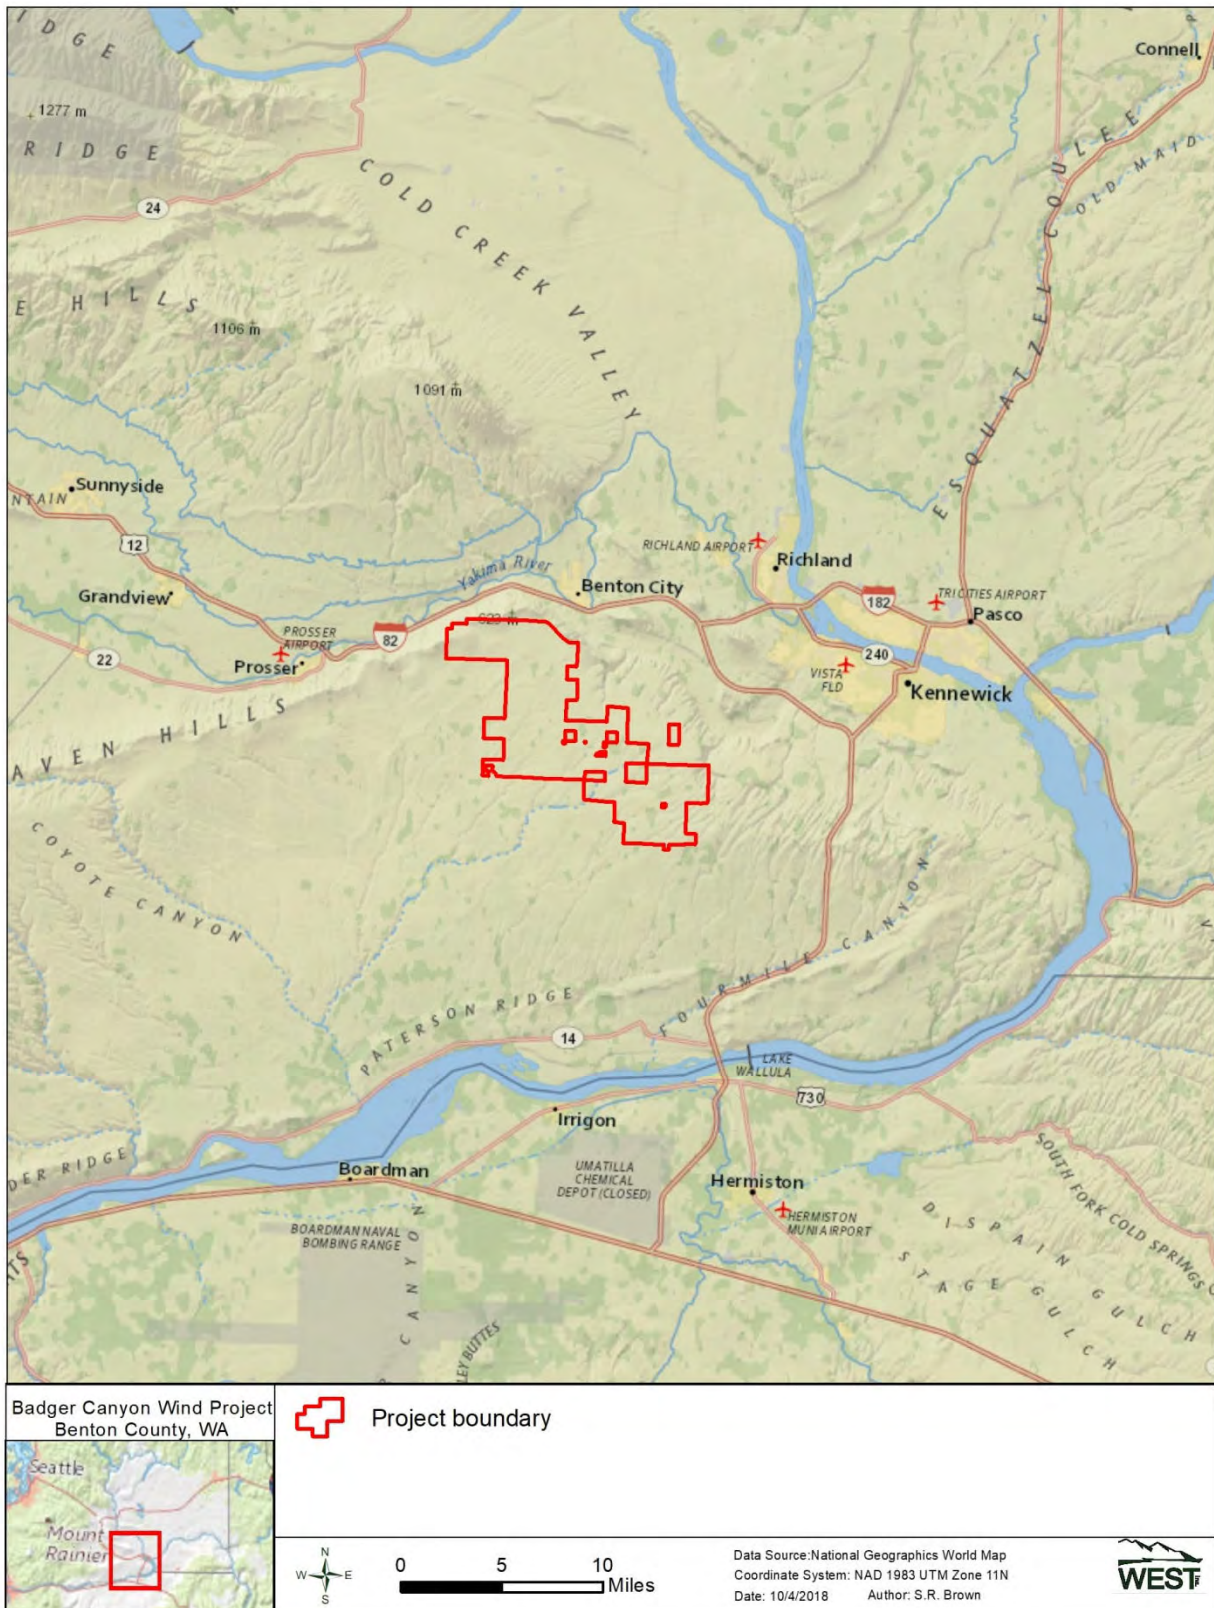 IDGE
Connell
1277 m
RIDGE
COLD CREEK VALLEY
ESQUATZEL COULEE
OLD MAID
24
E HILLS
1106 m
1091 m
Sunnyside
NTAIN
12
RICHLAND AIRPORT
Richland
Yakima River
Benton City
Grandview
182
TRI CITIES AIRPORT
Pasco
PROSSER
AIRPORT
82
22
Prosser
240
VISTA
FLD
Kennewick
AVEN HILLS
COYOTE CANYON
FOURMILE CANYON
PATERSON RIDGE
14
LAKE
WALLULA
730
Irrigon
DER RIDGE
Boardman
UMATILLA
CHEMICAL
DEPOT (CLOSED)
Hermiston
SOUTH FORK COLD SPRINGS
HERMISTON
MUNI AIRPORT
DISPAIN GULCH
STAGE GULCH
BOARDMAN NAVAL
BOMBING RANGE
CANYON
LEY BUTTES
Badger Canyon Wind Project
Benton County, WA
Seattle
Mount
Rainier
Project boundary
N
W E
S
0 5 10
Miles
Data Source:National Geographics World Map
Coordinate System: NAD 1983 UTM Zone 11N
Date: 10/4/2018 Author: S.R. Brown
WEST